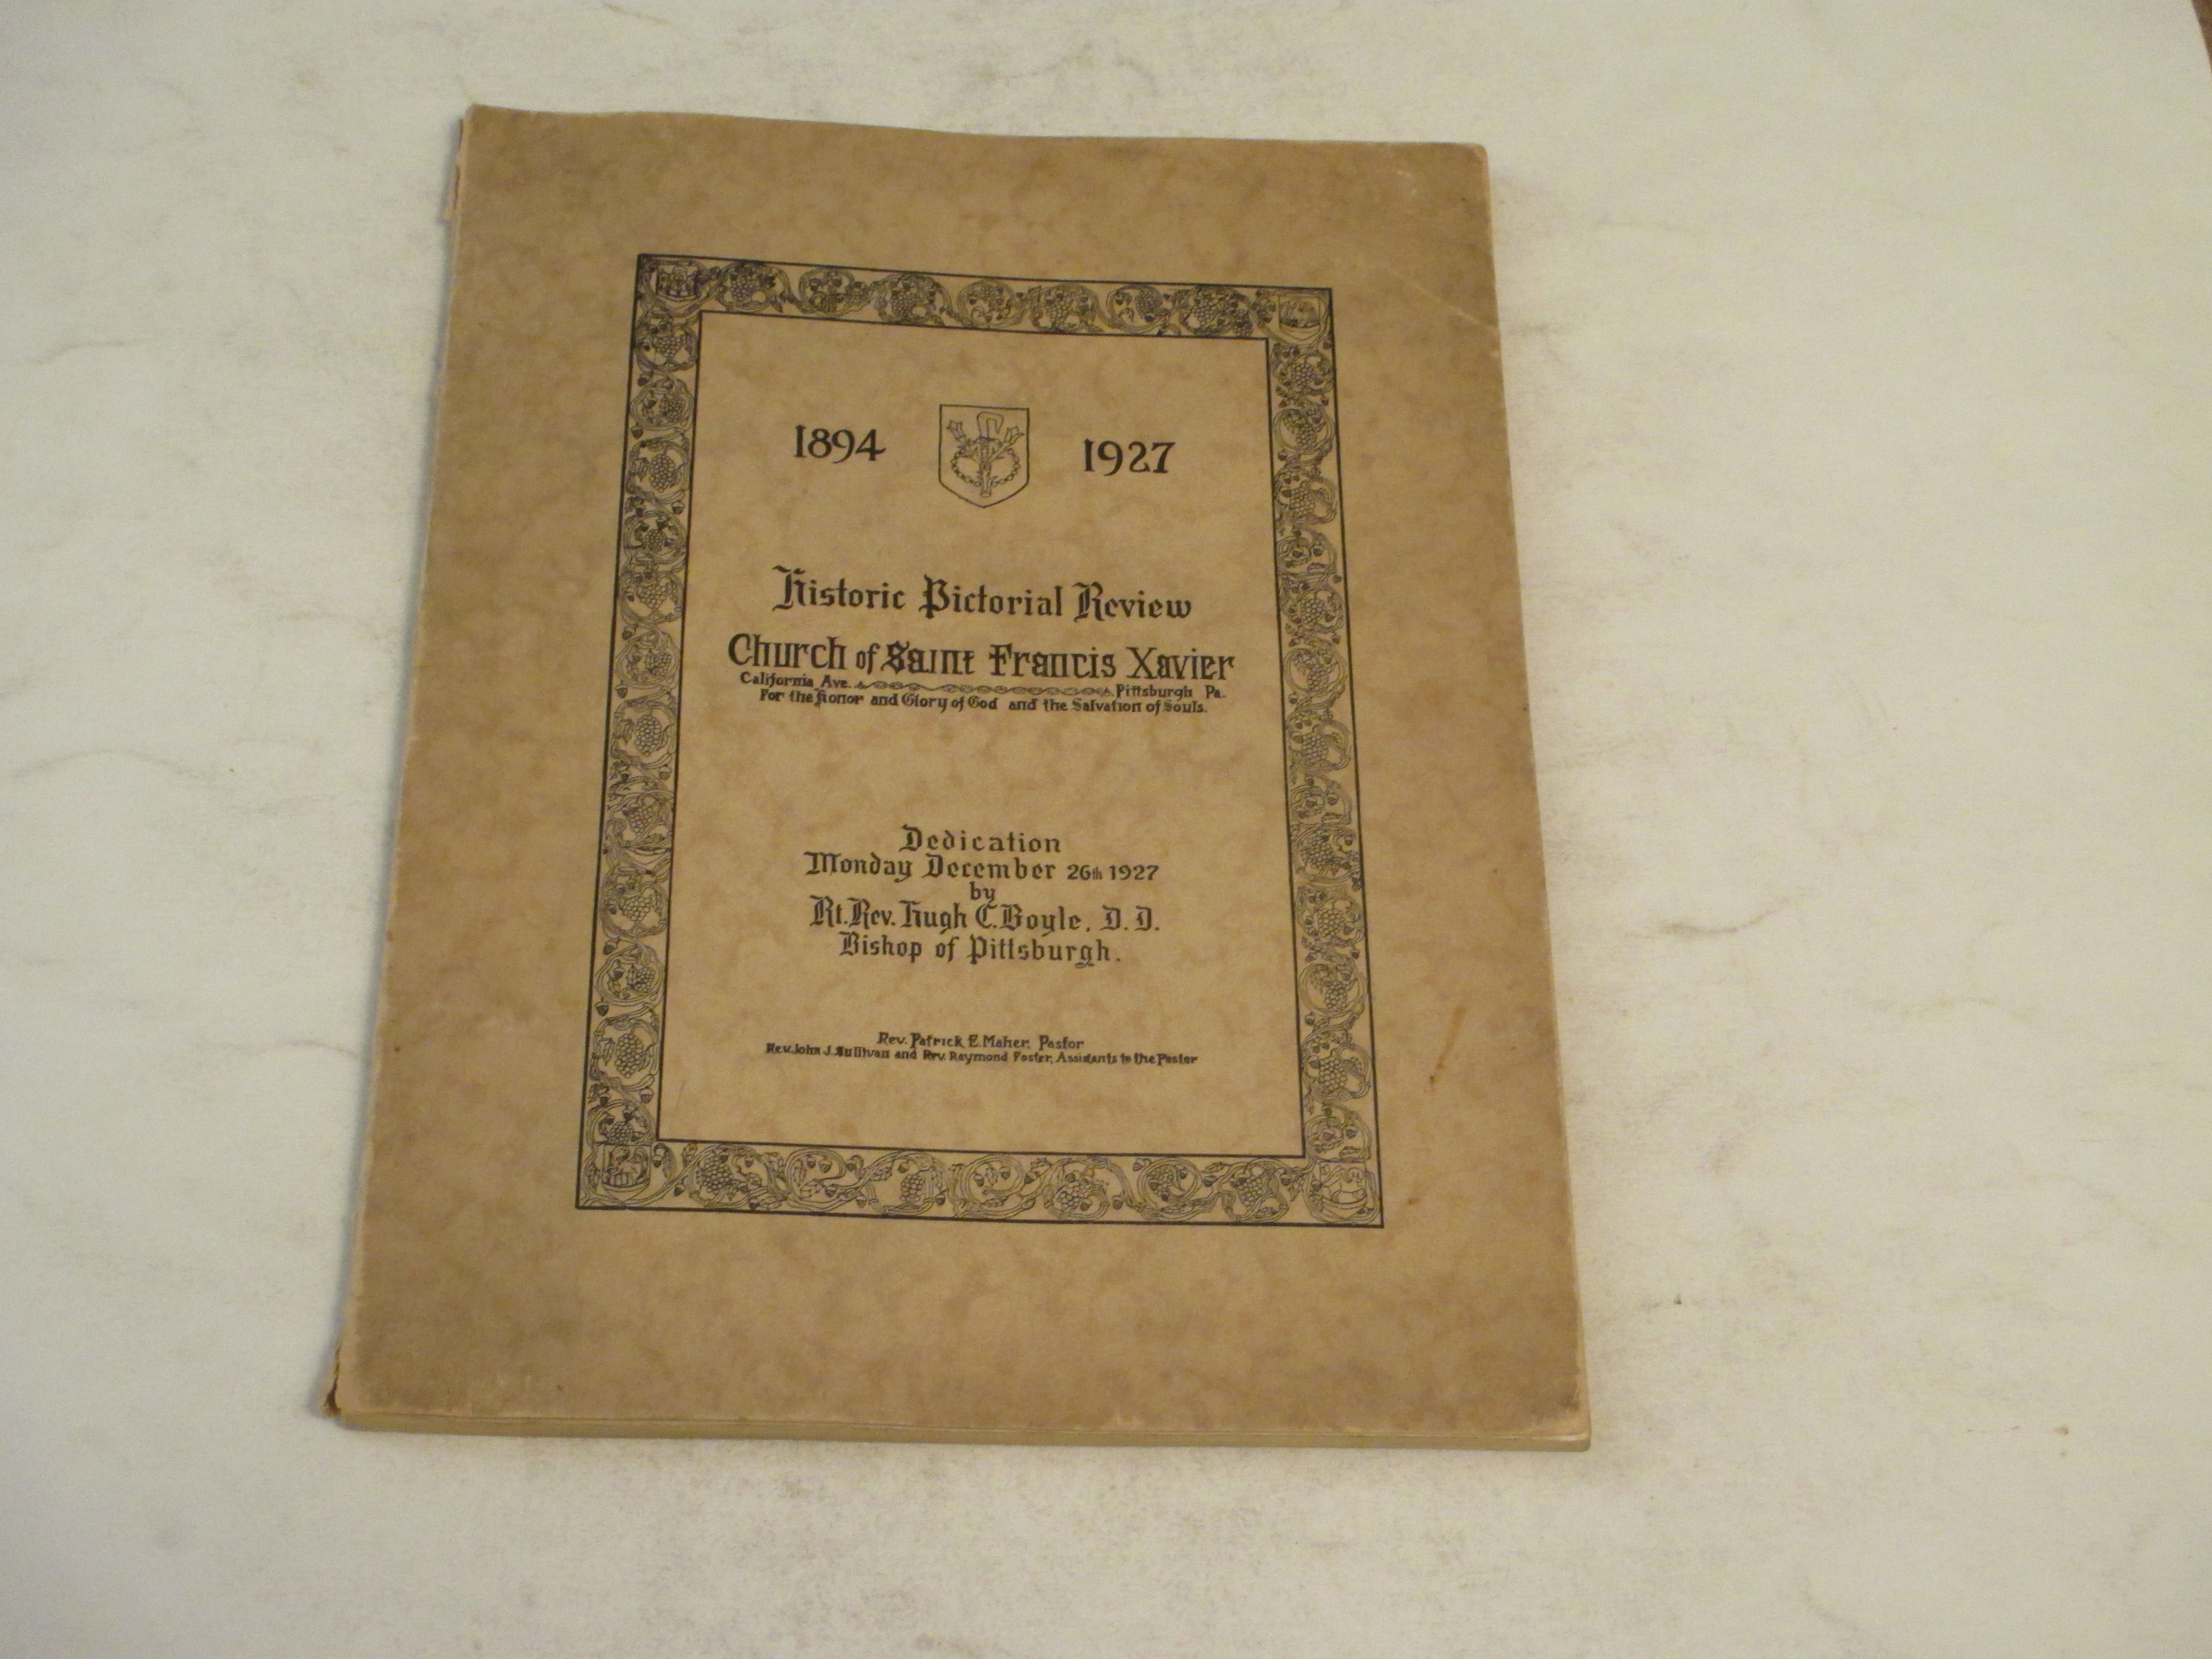 1894 1927
Historic Pictorial Review
Church of Saint Francis Xavier
California Ave. Pittsburgh Pa.
For the Honor and Glory of God and the Salvation of Souls.
Dedication
Monday December 26th 1927
by
Rt. Rev. Hugh C. Boyle, D. D.
Bishop of Pittsburgh.
Rev. Patrick E. Maher, Pastor
Rev. John J. Sullivan and Rev. Raymond Foster, Assistants to the Pastor